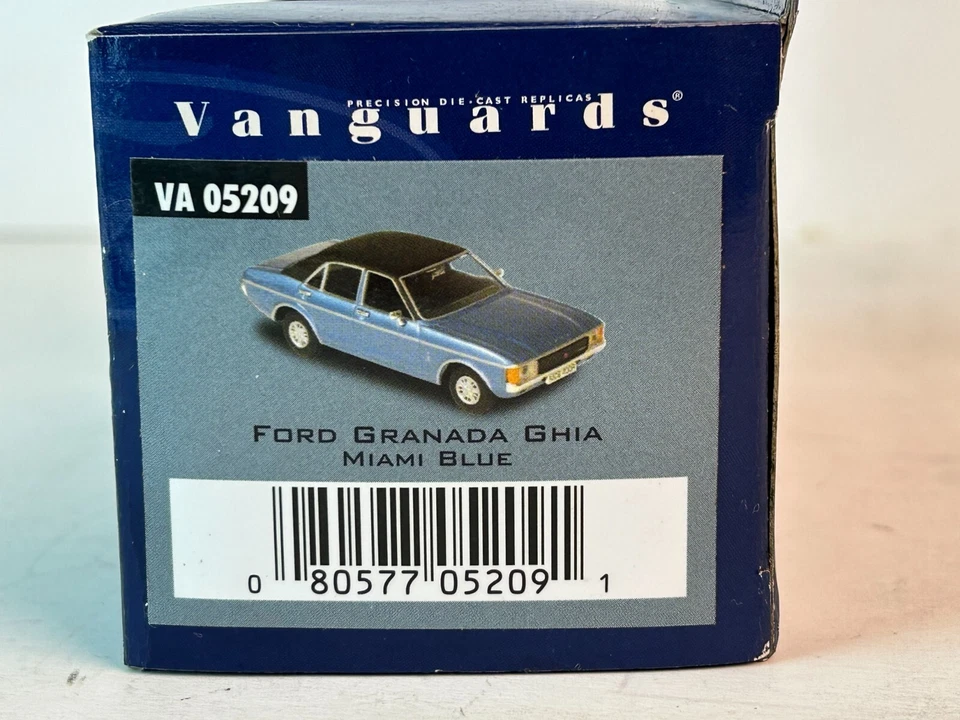 PRECISION DIE-CAST REPLICAS
Vanguards®
VA 05209
FORD GRANADA GHIA
MIAMI BLUE
0 80577 05209 1